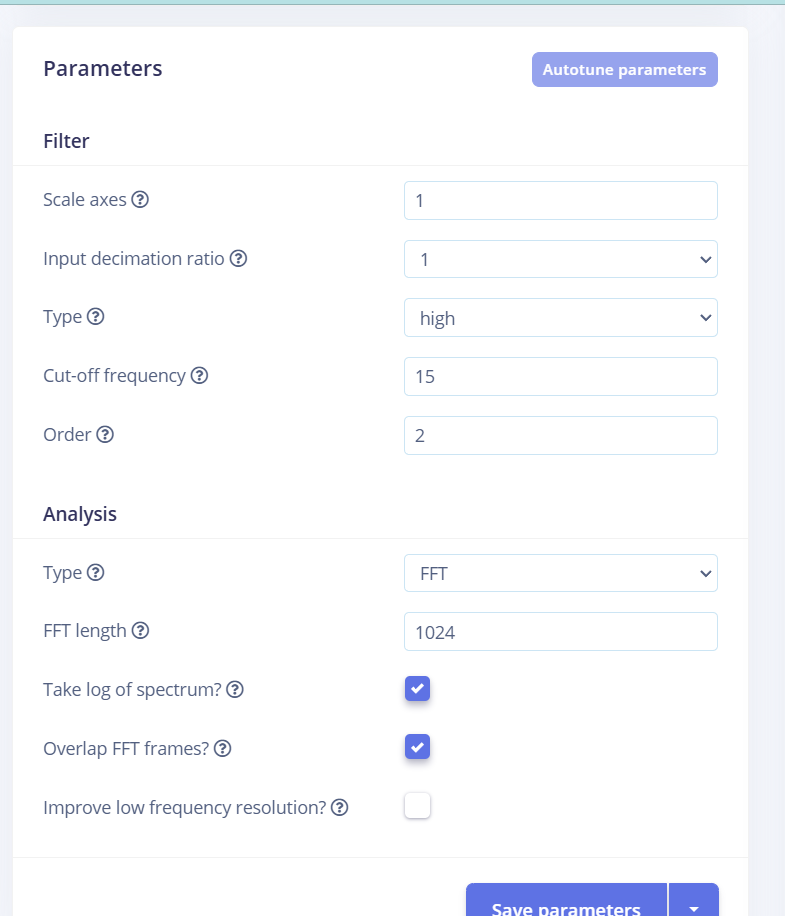 Parameters
Autotune parameters
Filter
Scale axes
1
Input decimation ratio
1
Type
high
Cut-off frequency
15
Order
2
Analysis
Type
FFT
FFT length
1024
Take log of spectrum?
Overlap FFT frames?
Improve low frequency resolution?
Save parameters